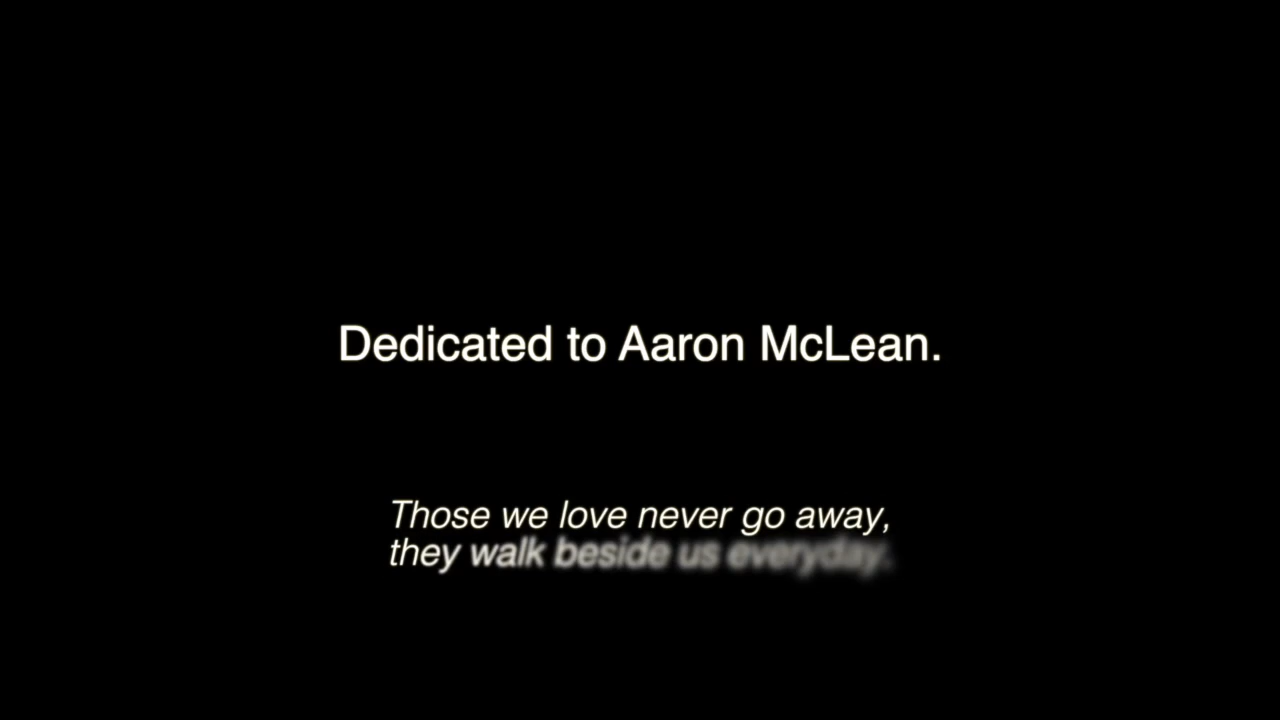 Dedicated to Aaron McLean.
Those we love never go away,
they walk beside us everyday.